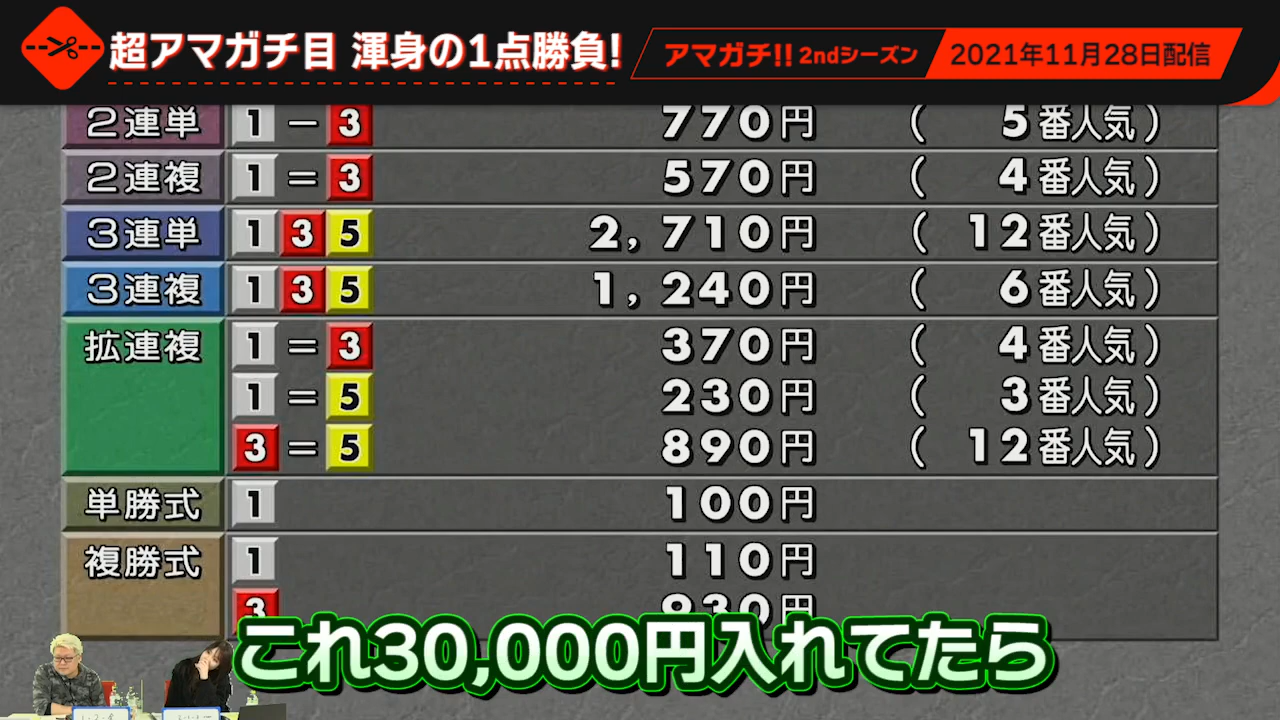 超アマガチ目 渾身の1点勝負!
アマガチ!! 2ndシーズン 2021年11月28日配信
2連単 1 - 3 770円 ( 5番人気 )
2連複 1 = 3 570円 ( 4番人気 )
3連単 1 3 5 2,710円 ( 12番人気 )
3連複 1 3 5 1,240円 ( 6番人気 )
拡連複 1 = 3 370円 ( 4番人気 )
1 = 5 230円 ( 3番人気 )
3 = 5 890円 ( 12番人気 )
単勝式 1 100円
複勝式 1 110円
3 930円
これ30,000円入れてたら